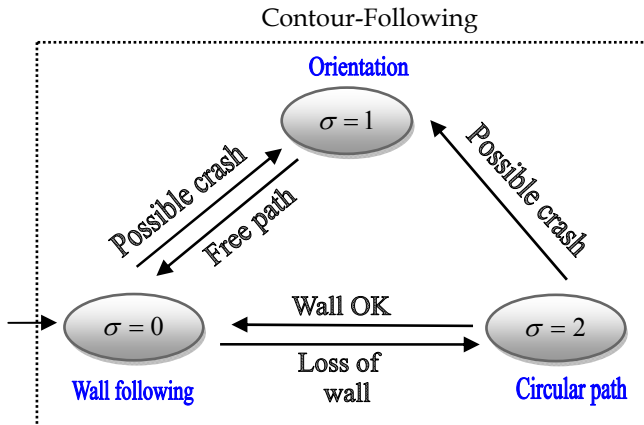 Contour-Following
Orientation
σ = 1
Possible crash
Free path
Possible crash
σ = 0
Wall OK
σ = 2
Loss of
wall
Wall following
Circular path